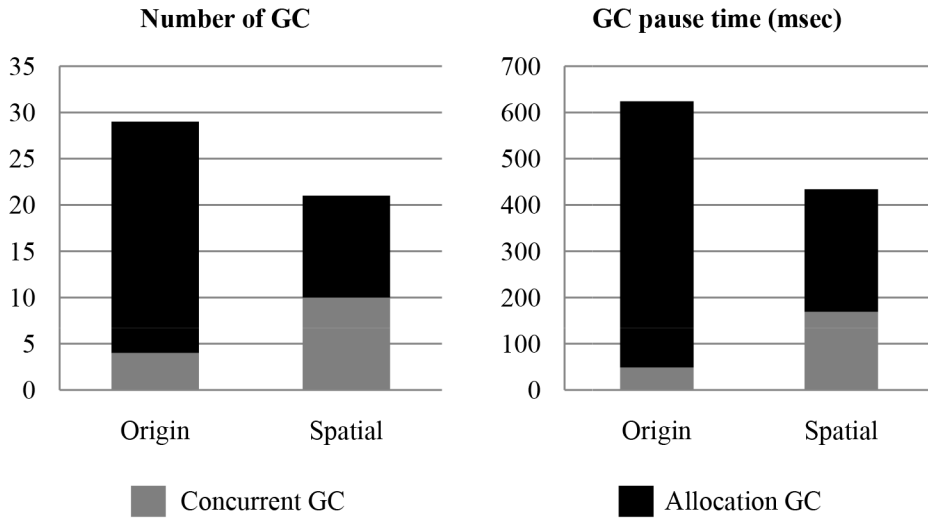 Number of GC
35
30
25
20
15
10
5
0
Origin Spatial
GC pause time (msec)
700
600
500
400
300
200
100
0
Origin Spatial
Concurrent GC
Allocation GC